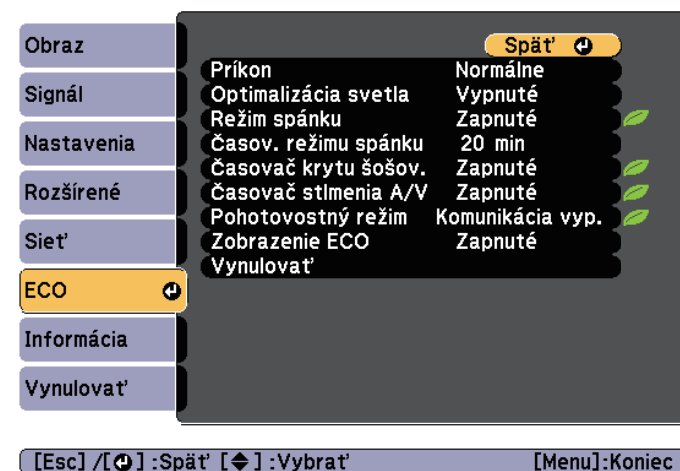 Obraz
Signál
Nastavenia
Rozšírené
Sieť
ECO
Informácia
Vynulovať
Späť
Príkon Normálne
Optimalizácia svetla Vypnuté
Režim spánku Zapnuté
Časov. režimu spánku 20 min
Časovač krytu šošov. Zapnuté
Časovač stlmenia A/V Zapnuté
Pohotovostný režim Komunikácia vyp.
Zobrazenie ECO Zapnuté
Vynulovať
[Esc] /[⏎] :Späť [◆] :Vybrať [Menu]:Koniec